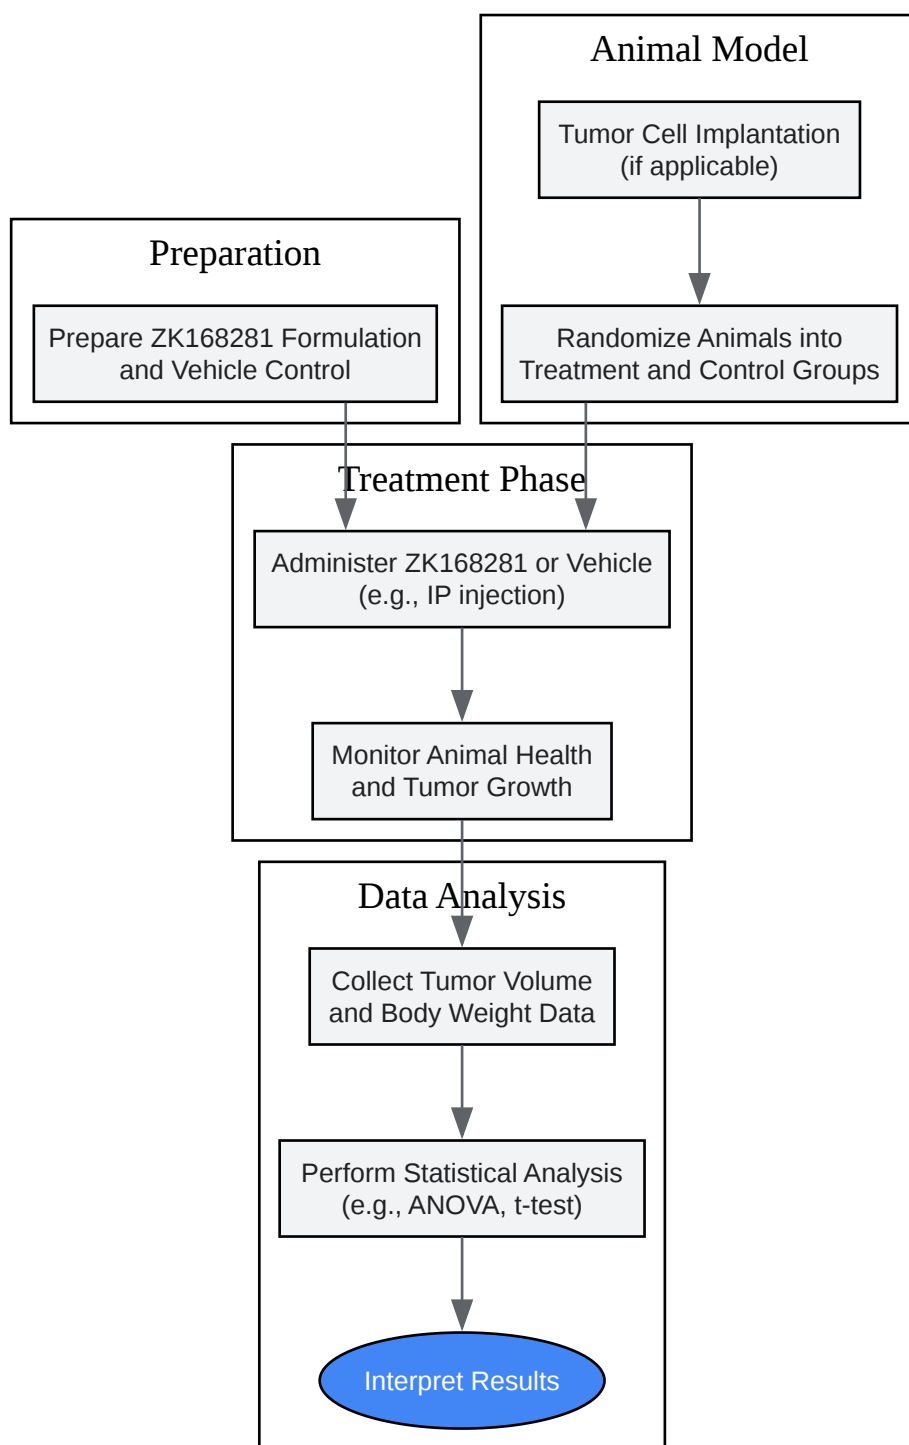 Animal Model
Tumor Cell Implantation
(if applicable)
Preparation
Prepare ZK168281 Formulation
and Vehicle Control
Randomize Animals into
Treatment and Control Groups
Treatment Phase
Administer ZK168281 or Vehicle
(e.g., IP injection)
Monitor Animal Health
and Tumor Growth
Data Analysis
Collect Tumor Volume
and Body Weight Data
Perform Statistical Analysis
(e.g., ANOVA, t-test)
Interpret Results